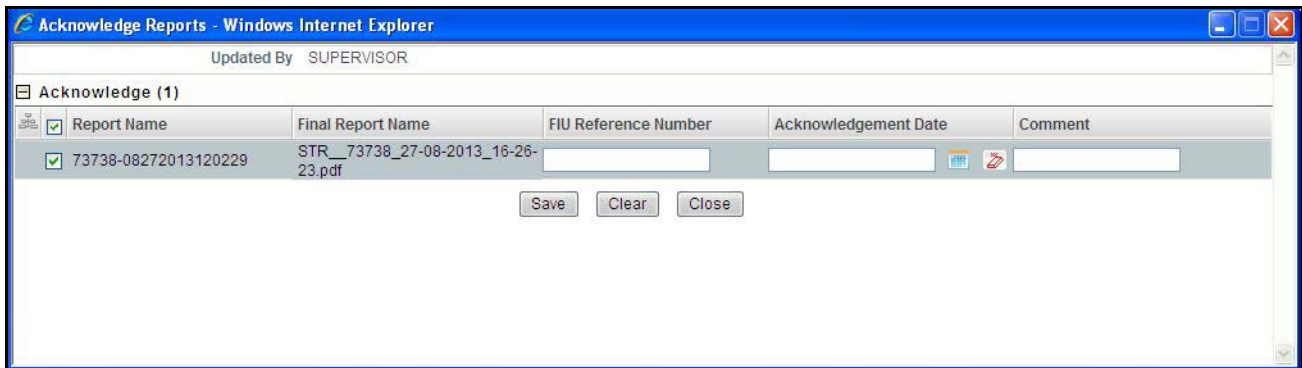 Acknowledge Reports - Windows Internet Explorer
Updated By SUPERVISOR
Acknowledge (1)
Report Name Final Report Name FIU Reference Number Acknowledgement Date Comment
73738-08272013120229 STR__73738_27-08-2013_16-26-
23.pdf
Save Clear Close